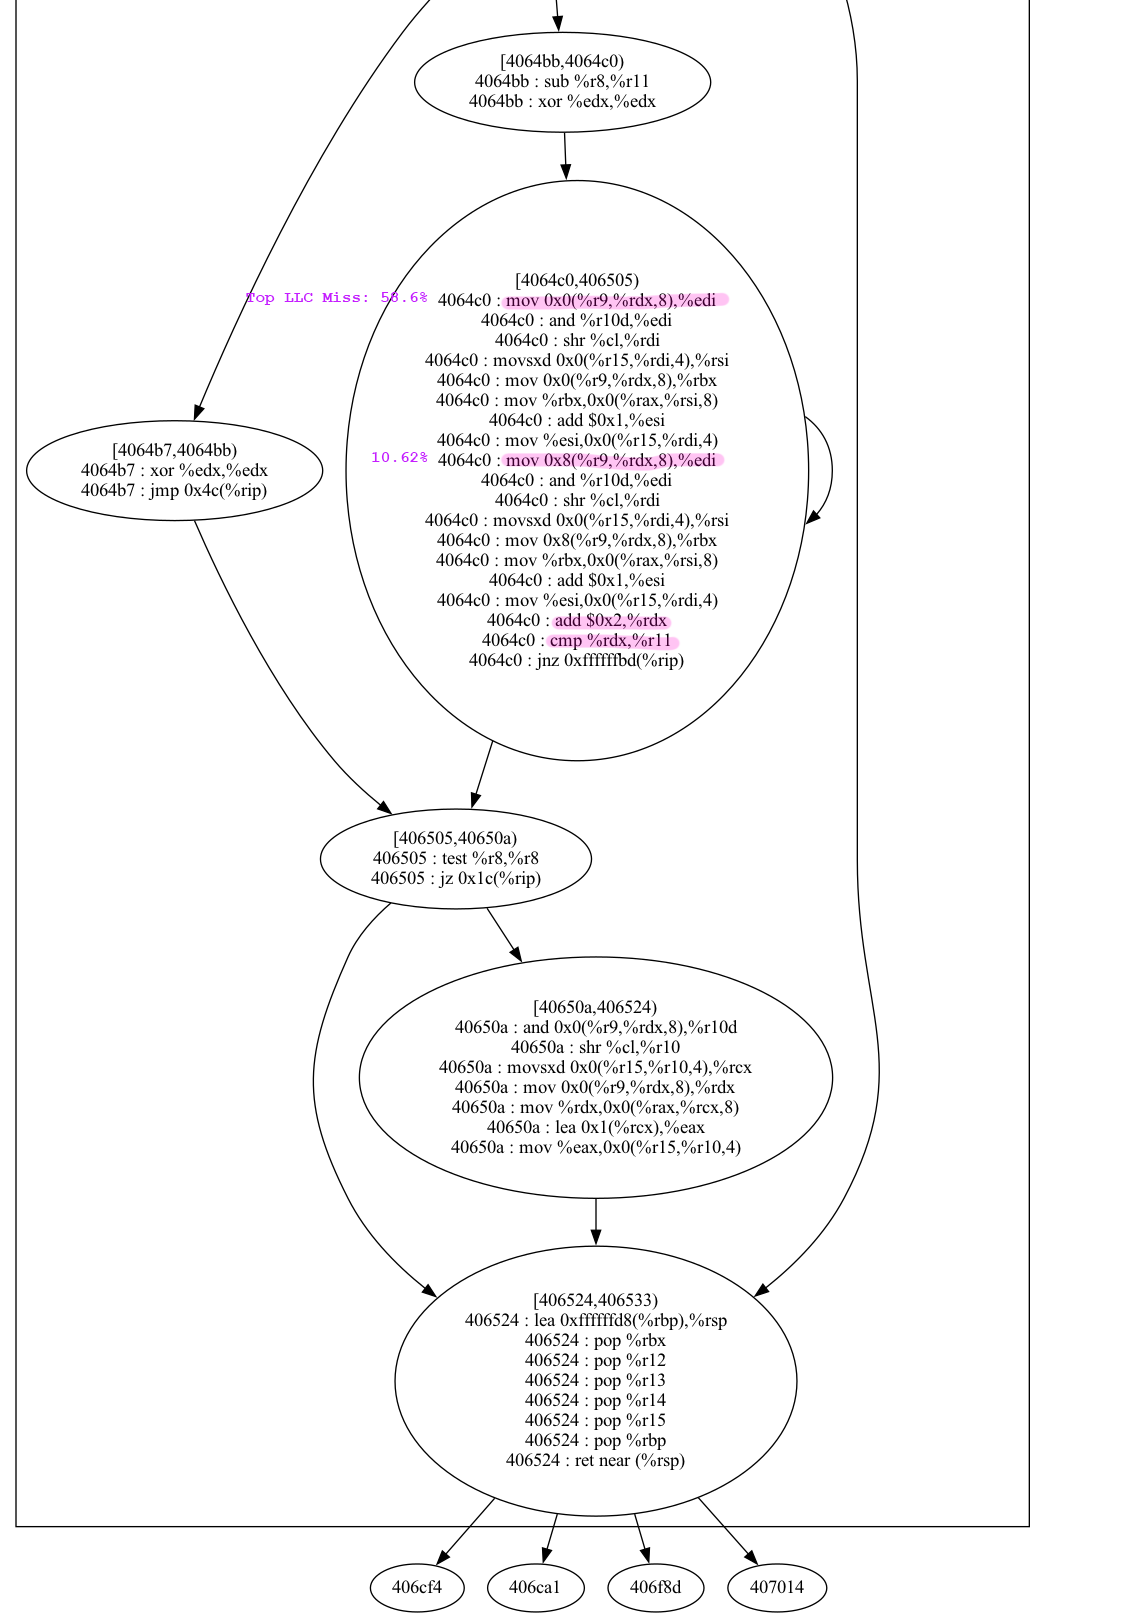 [4064bb,4064c0)
4064bb : sub %r8,%r11
4064bb : xor %edx,%edx
[4064c0,406505)
Top LLC Miss: 58.6% 4064c0 : mov 0x0(%r9,%rdx,8),%edi
4064c0 : and %r10d,%edi
4064c0 : shr %cl,%rdi
4064c0 : movsxd 0x0(%r15,%rdi,4),%rsi
4064c0 : mov 0x0(%r9,%rdx,8),%rbx
4064c0 : mov %rbx,0x0(%rax,%rsi,8)
4064c0 : add $0x1,%esi
4064c0 : mov %esi,0x0(%r15,%rdi,4)
10.62% 4064c0 : mov 0x8(%r9,%rdx,8),%edi
4064c0 : and %r10d,%edi
4064c0 : shr %cl,%rdi
4064c0 : movsxd 0x0(%r15,%rdi,4),%rsi
4064c0 : mov 0x8(%r9,%rdx,8),%rbx
4064c0 : mov %rbx,0x0(%rax,%rsi,8)
4064c0 : add $0x1,%esi
4064c0 : mov %esi,0x0(%r15,%rdi,4)
4064c0 : add $0x2,%rdx
4064c0 : cmp %rdx,%r11
4064c0 : jnz 0xffffffbd(%rip)
[4064b7,4064bb)
4064b7 : xor %edx,%edx
4064b7 : jmp 0x4c(%rip)
[406505,40650a)
406505 : test %r8,%r8
406505 : jz 0x1c(%rip)
[40650a,406524)
40650a : and 0x0(%r9,%rdx,8),%r10d
40650a : shr %cl,%r10
40650a : movsxd 0x0(%r15,%r10,4),%rcx
40650a : mov 0x0(%r9,%rdx,8),%rdx
40650a : mov %rdx,0x0(%rax,%rcx,8)
40650a : lea 0x1(%rcx),%eax
40650a : mov %eax,0x0(%r15,%r10,4)
[406524,406533)
406524 : lea 0xffffffd8(%rbp),%rsp
406524 : pop %rbx
406524 : pop %r12
406524 : pop %r13
406524 : pop %r14
406524 : pop %r15
406524 : pop %rbp
406524 : ret near (%rsp)
406cf4
406ca1
406f8d
407014